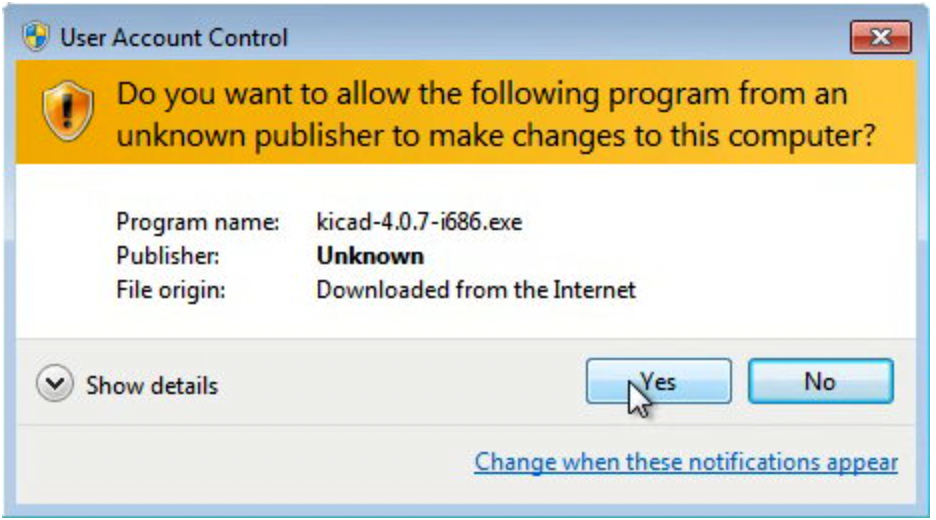 User Account Control
Do you want to allow the following program from an
unknown publisher to make changes to this computer?
Program name: kicad-4.0.7-i686.exe
Publisher: Unknown
File origin: Downloaded from the Internet
Show details
Yes
No
Change when these notifications appear